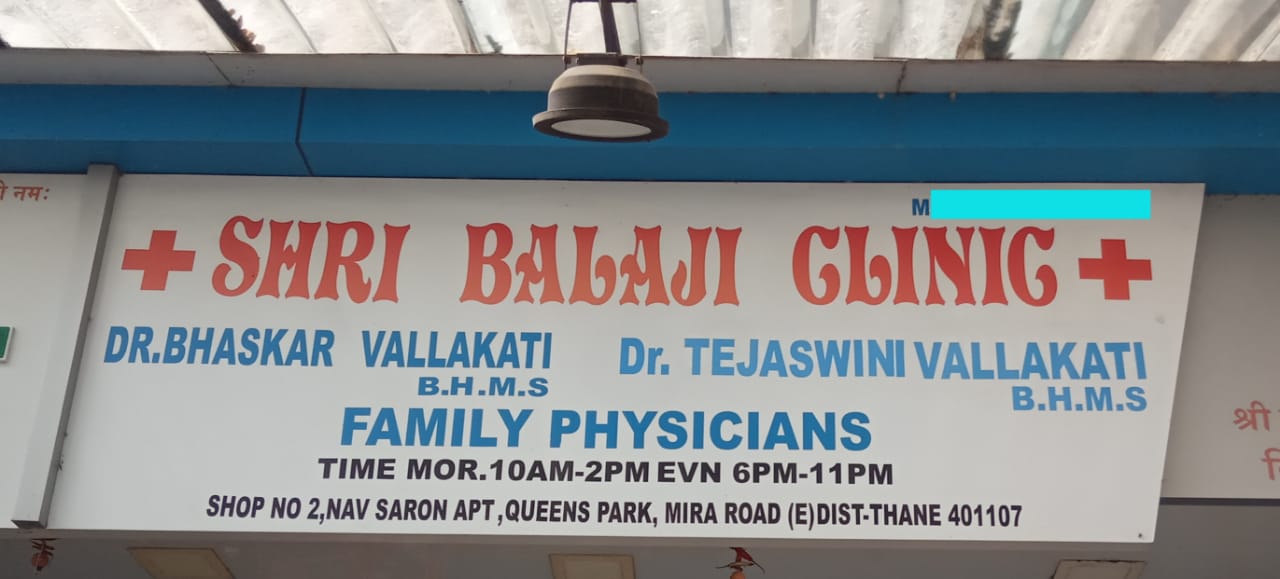 ी नमः
M
SHRI BALAJI CLINIC
DR.BHASKAR VALLAKATI Dr. TEJASWINI VALLAKATI
B.H.M.S B.H.M.S
श्री
FAMILY PHYSICIANS
TIME MOR.10AM-2PM EVN 6PM-11PM
SHOP NO 2,NAV SARON APT,QUEENS PARK, MIRA ROAD (E)DIST-THANE 401107